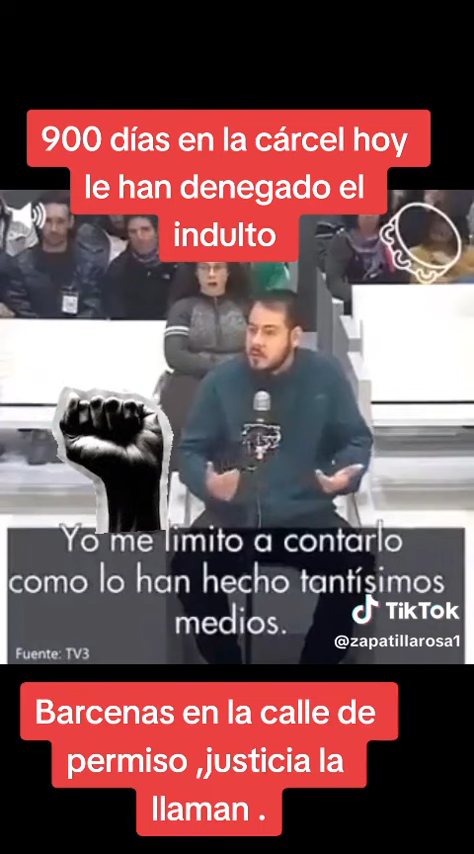 900 días en la cárcel hoy
le han denegado el
indulto
Yo me limito a contarlo
como lo han hecho tantísimos
medios.
TikTok
@zapatillarosa1
Fuente: TV3
Barcenas en la calle de
permiso ,justicia la
llaman .